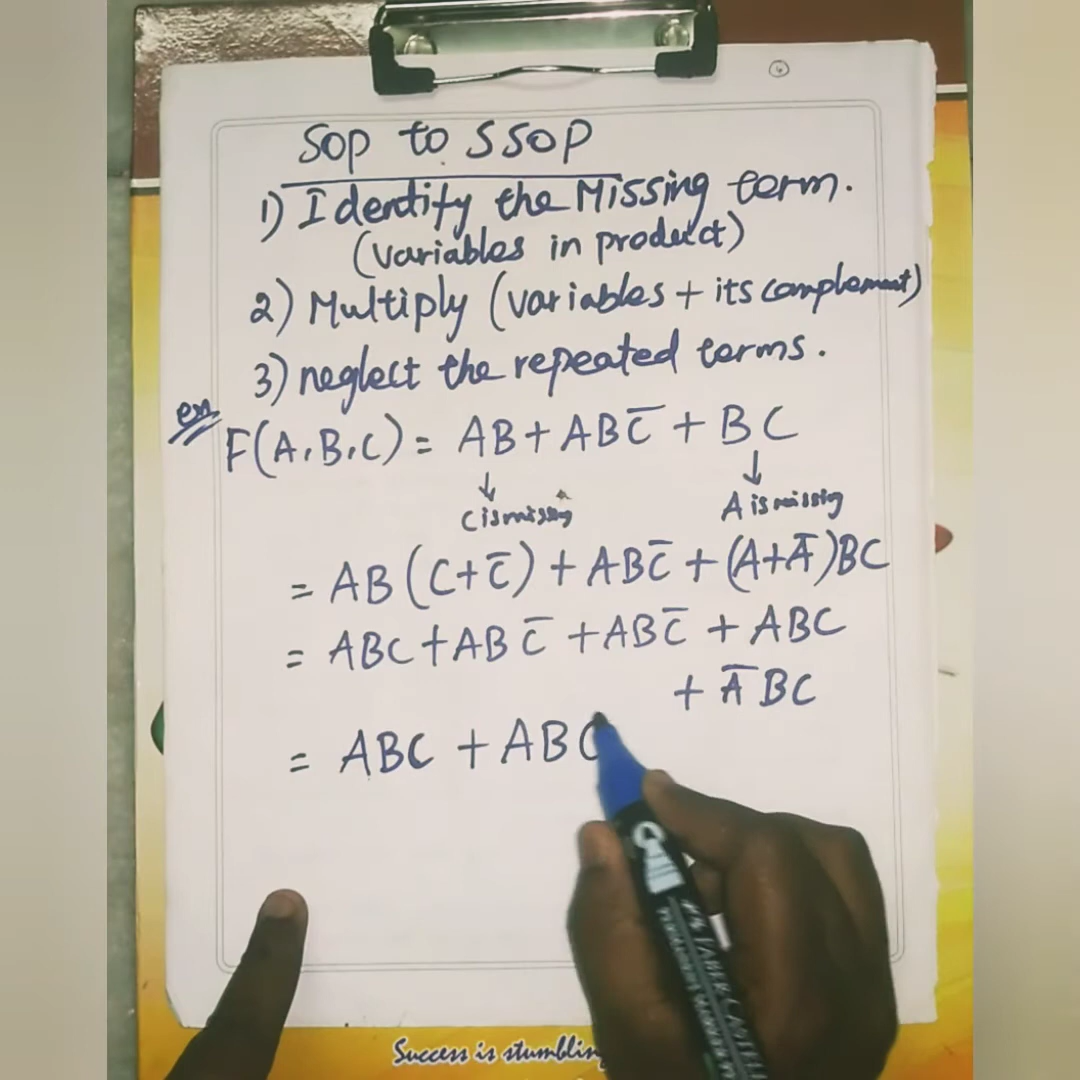 SOP to SSOP
1) Identify the Missing term.
(variables in product)
2) Multiply (variables + its complement)
3) neglect the repeated terms.
ex
F(A,B,C) = AB + ABC̅ + BC
↓ ↓
C is missing A is missing
= AB (C+C̅) + ABC̅ + (A+A̅)BC
= ABC + ABC̅ + ABC̅ + ABC
+ A̅BC
= ABC + ABC
Success is stumblin